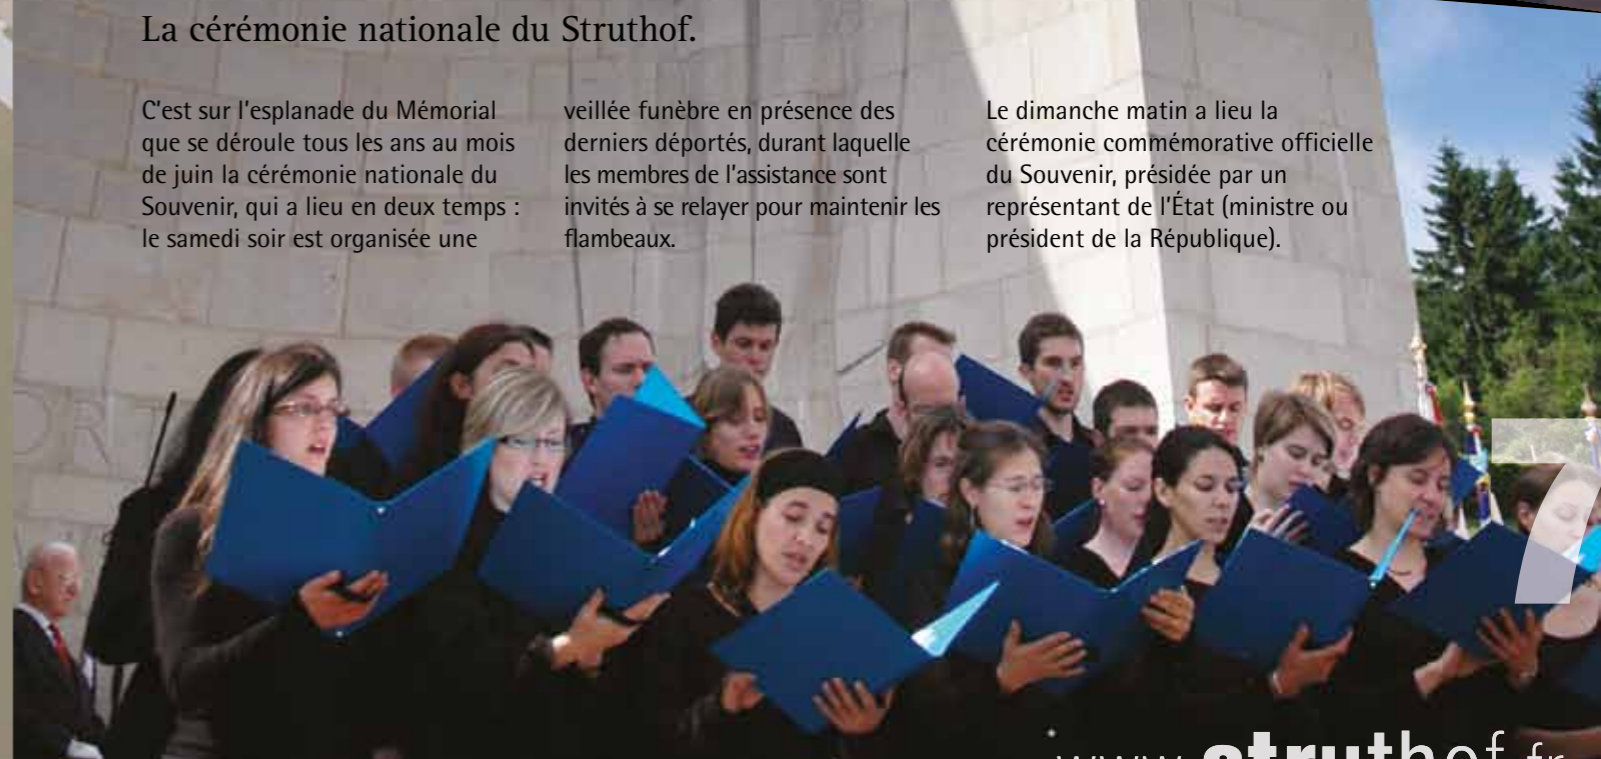 La cérémonie nationale du Struthof.
C'est sur l'esplanade du Mémorial
que se déroule tous les ans au mois
de juin la cérémonie nationale du
Souvenir, qui a lieu en deux temps :
le samedi soir est organisée une
veillée funèbre en présence des
derniers déportés, durant laquelle
les membres de l'assistance sont
invités à se relayer pour maintenir les
flambeaux.
Le dimanche matin a lieu la
cérémonie commémorative officielle
du Souvenir, présidée par un
représentant de l'État (ministre ou
président de la République).
7
www.struthof.fr